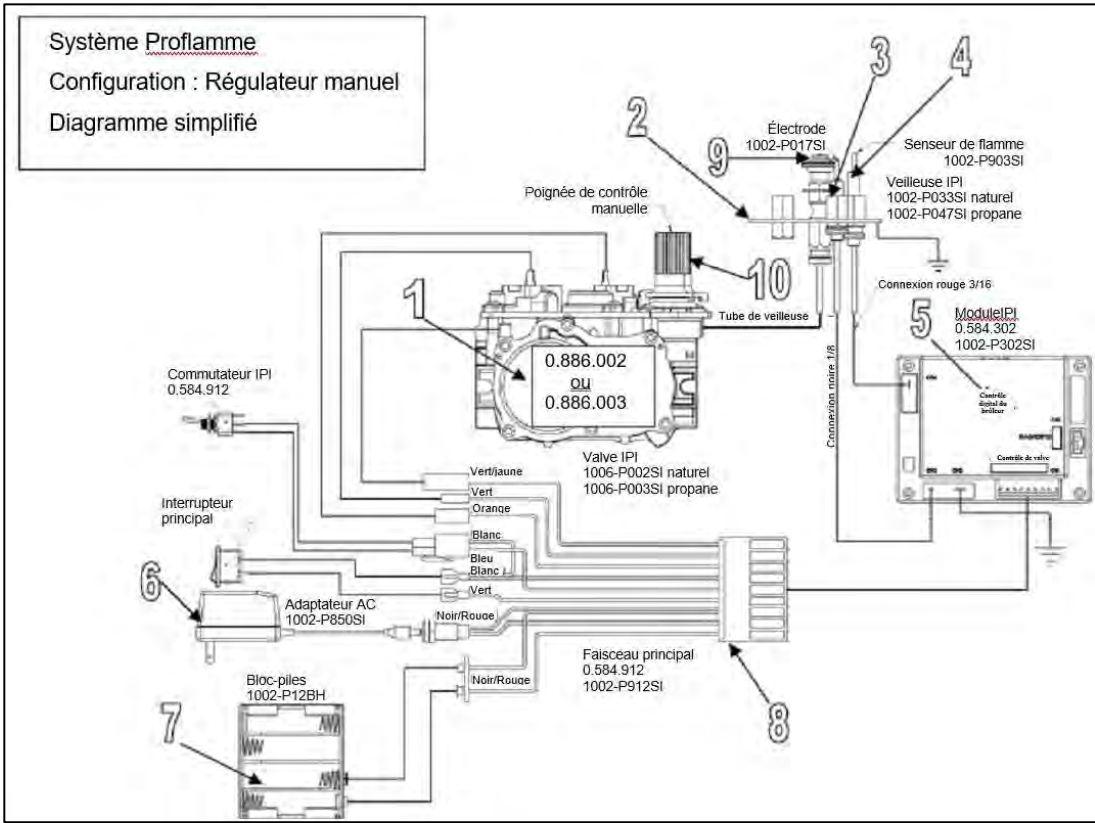 Système Proflamme
Configuration : Régulateur manuel
Diagramme simplifié
2
3
4
Électrode
1002-P017SI
9
Senseur de flamme
1002-P903SI
Veilleuse IPI
1002-P033SI naturel
1002-P047SI propane
Poignée de contrôle
manuelle
10
Connexion rouge 3/16
Tube de veilleuse
1
5
ModuleIPI
0.584.302
1002-P302SI
Contrôle
digital du
brûleur
Contrôle de valve
Connexion noire 1/8
0.886.002
ou
0.886.003
Commutateur IPI
0.584.912
Valve IPI
1006-P002SI naturel
1006-P003SI propane
Vert/jaune
Vert
Orange
Interrupteur
principal
Blanc
Bleu
Blanc
Vert
6
Adaptateur AC
1002-P850SI
Noir/Rouge
Faisceau principal
0.584.912
1002-P912SI
8
Bloc-piles
1002-P12BH
Noir/Rouge
7